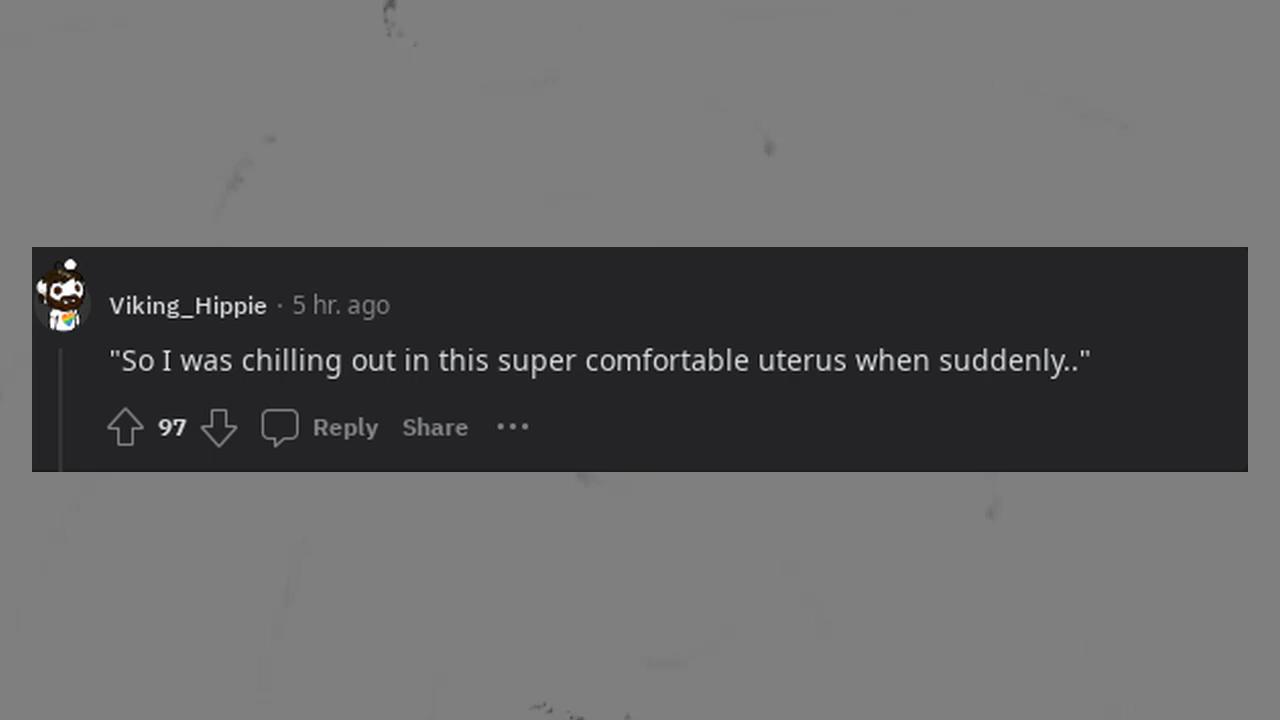 Viking_Hippie · 5 hr. ago
"So I was chilling out in this super comfortable uterus when suddenly.."
97 Reply Share •••